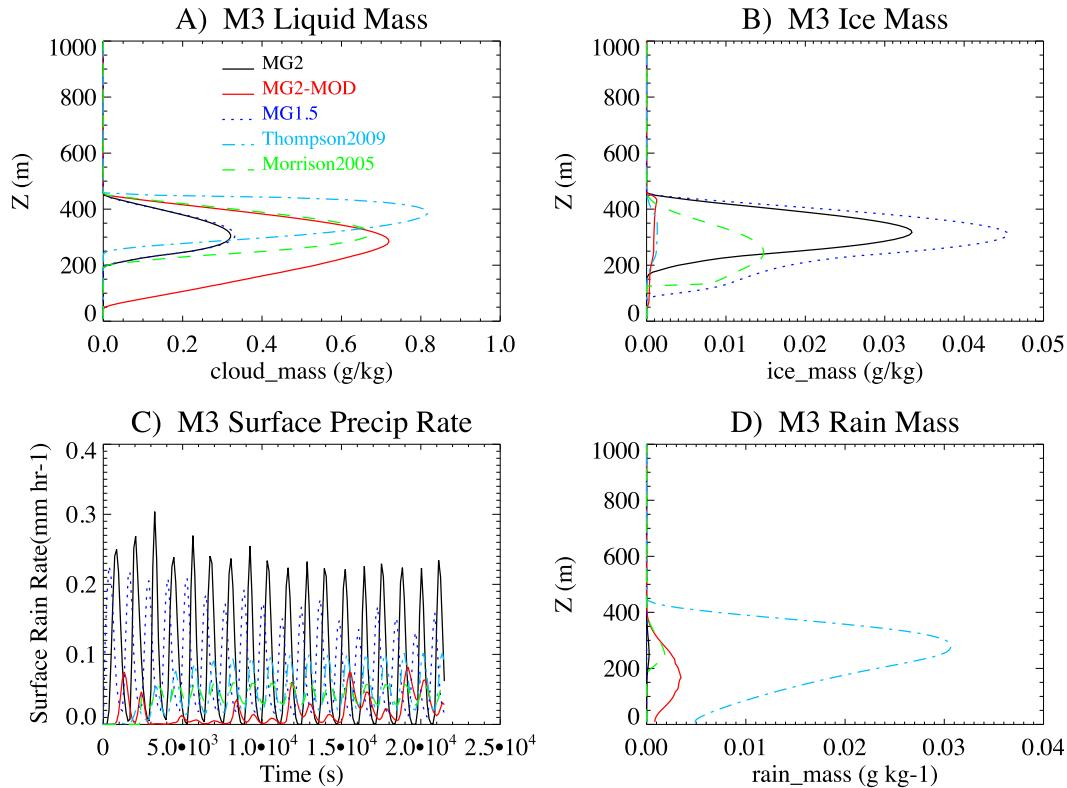 A)  M3 Liquid Mass
1000
800
600
400
200
0
Z (m)
MG2
MG2-MOD
MG1.5
Thompson2009
Morrison2005
0.0 0.2 0.4 0.6 0.8 1.0
cloud_mass (g/kg)
B)  M3 Ice Mass
1000
800
600
400
200
0
Z (m)
0.00 0.01 0.02 0.03 0.04 0.05
ice_mass (g/kg)
C)  M3 Surface Precip Rate
0.4
0.3
0.2
0.1
0.0
Surface Rain Rate(mm hr-1)
0 5.0•10³ 1.0•10⁴ 1.5•10⁴ 2.0•10⁴ 2.5•10⁴
Time (s)
D)  M3 Rain Mass
1000
800
600
400
200
0
Z (m)
0.00 0.01 0.02 0.03 0.04
rain_mass (g kg-1)